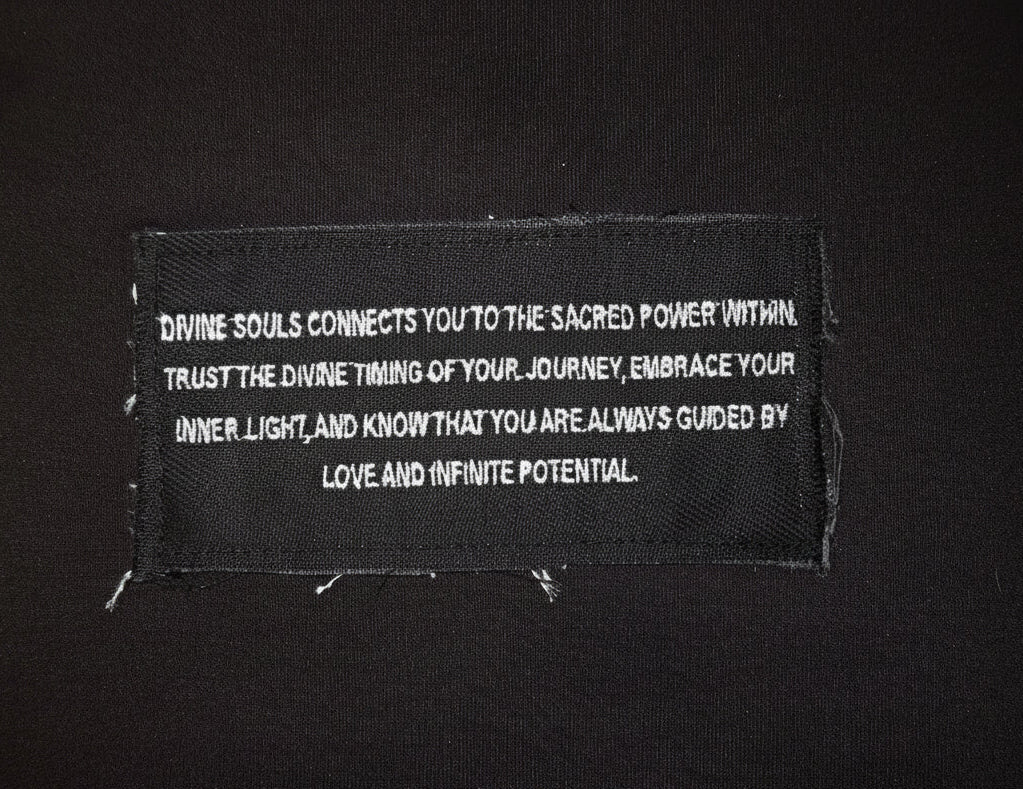 DIVINE SOULS CONNECTS YOU TO THE SACRED POWER WITHIN.
TRUST THE DIVINE TIMING OF YOUR JOURNEY, EMBRACE YOUR
INNER LIGHT, AND KNOW THAT YOU ARE ALWAYS GUIDED BY
LOVE AND INFINITE POTENTIAL.